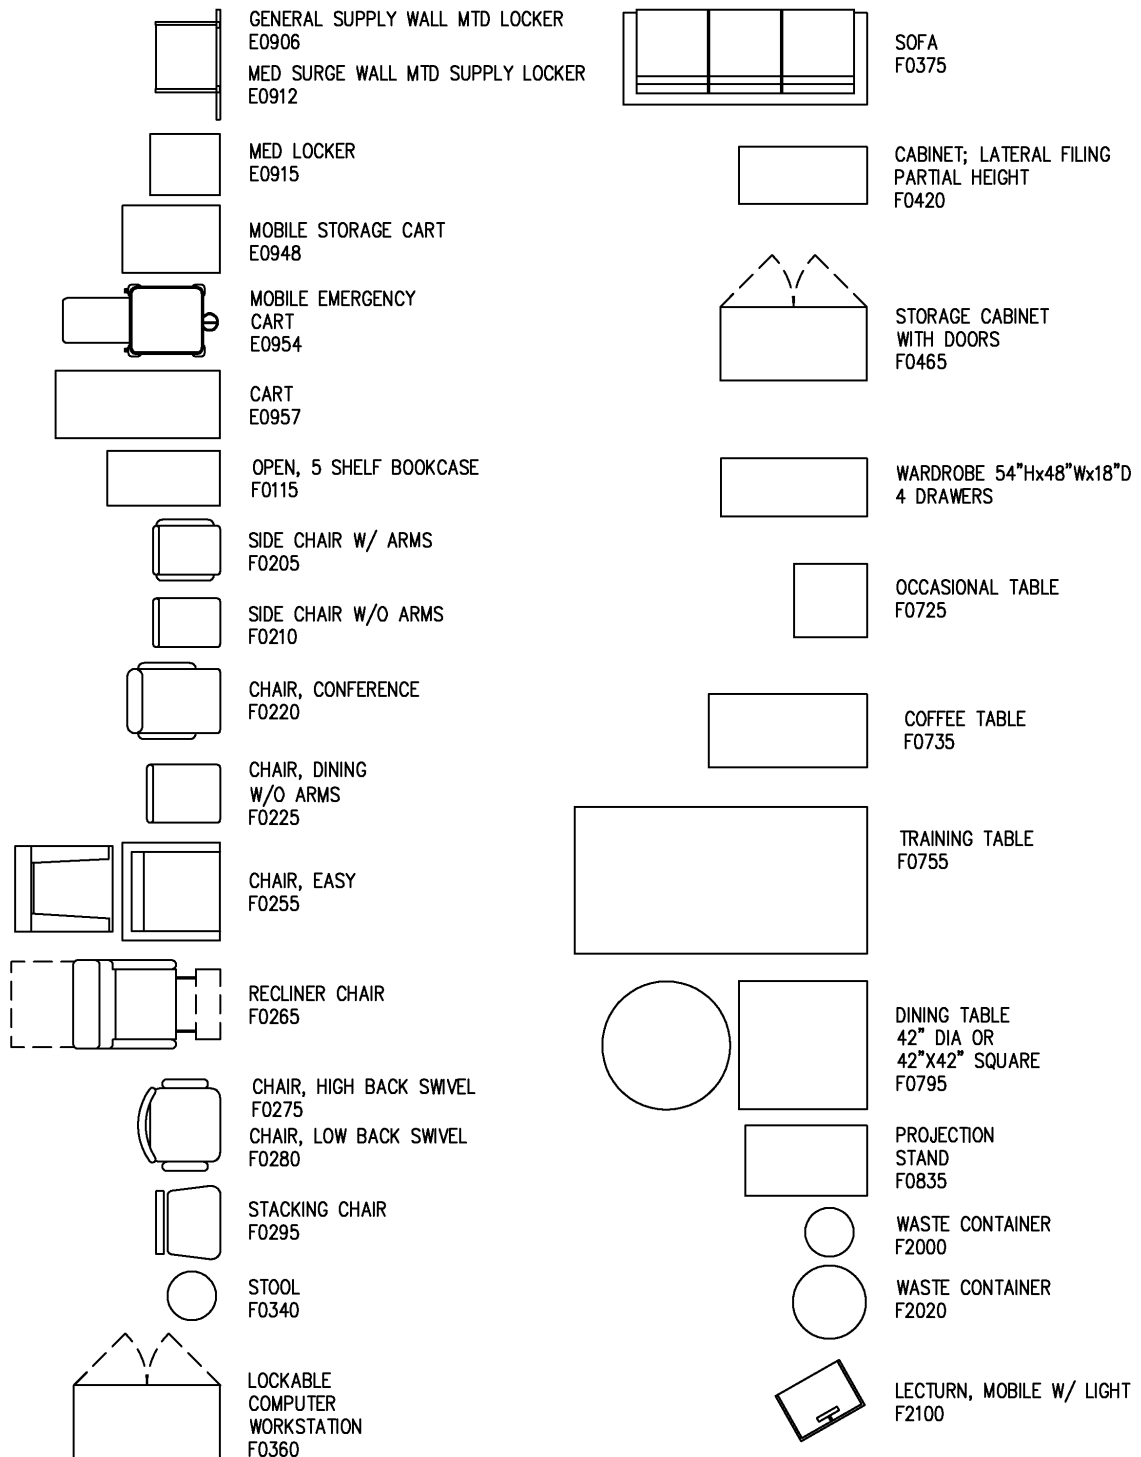 GENERAL SUPPLY WALL MTD LOCKER
E0906
MED SURGE WALL MTD SUPPLY LOCKER
E0912
MED LOCKER
E0915
MOBILE STORAGE CART
E0948
MOBILE EMERGENCY
CART
E0954
CART
E0957
OPEN, 5 SHELF BOOKCASE
F0115
SIDE CHAIR W/ ARMS
F0205
SIDE CHAIR W/O ARMS
F0210
CHAIR, CONFERENCE
F0220
CHAIR, DINING
W/O ARMS
F0225
CHAIR, EASY
F0255
RECLINER CHAIR
F0265
CHAIR, HIGH BACK SWIVEL
F0275
CHAIR, LOW BACK SWIVEL
F0280
STACKING CHAIR
F0295
STOOL
F0340
LOCKABLE
COMPUTER
WORKSTATION
F0360
SOFA
F0375
CABINET; LATERAL FILING
PARTIAL HEIGHT
F0420
STORAGE CABINET
WITH DOORS
F0465
WARDROBE 54"Hx48"Wx18"D
4 DRAWERS
OCCASIONAL TABLE
F0725
COFFEE TABLE
F0735
TRAINING TABLE
F0755
DINING TABLE
42" DIA OR
42"X42" SQUARE
F0795
PROJECTION
STAND
F0835
WASTE CONTAINER
F2000
WASTE CONTAINER
F2020
LECTURN, MOBILE W/ LIGHT
F2100